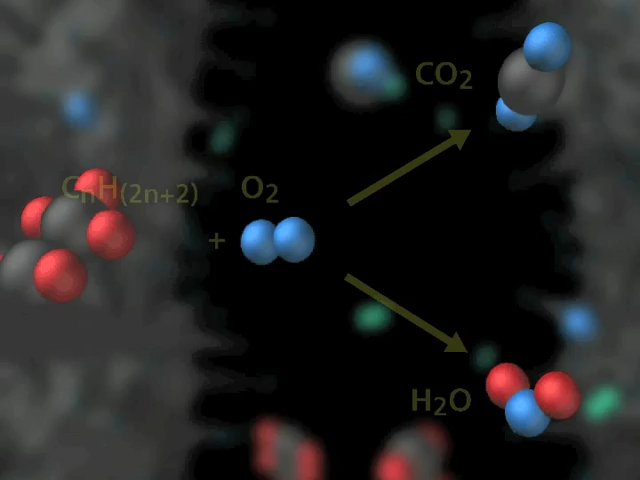 CO₂
CnH(2n+2) + O₂
H₂O